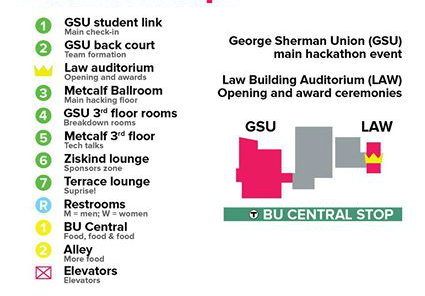 1 GSU student link
Main check-in
2 GSU back court
Team formation
Law auditorium
Opening and awards
3 Metcalf Ballroom
Main hacking floor
4 GSU 3rd floor rooms
Breakdown rooms
5 Metcalf 3rd floor
Tech talks
6 Ziskind lounge
Sponsors zone
7 Terrace lounge
Suprise!
R Restrooms
M = men; W = women
1 BU Central
Food, food & food
2 Alley
More food
Elevators
Elevators
George Sherman Union (GSU)
main hackathon event
Law Building Auditorium (LAW)
Opening and award ceremonies
GSU LAW
T BU CENTRAL STOP